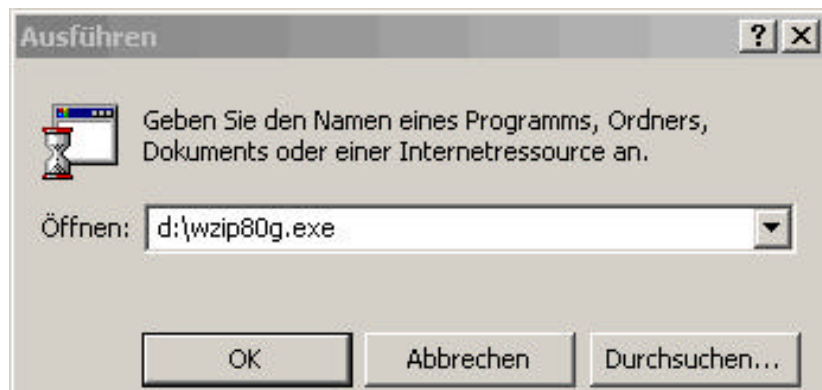 Ausführen
Geben Sie den Namen eines Programms, Ordners,
Dokuments oder einer Internetressource an.
Öffnen: d:\wzip80g.exe
OK Abbrechen Durchsuchen...